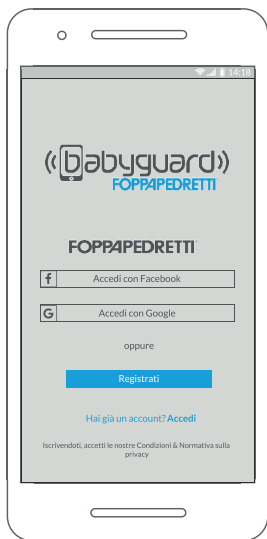 14:18
babyguard
FOPPAPEDRETTI
FOPPAPEDRETTI
f Accedi con Facebook
G Accedi con Google
oppure
Registrati
Hai già un account? Accedi
Iscrivendoti, accetti le nostre Condizioni & Normativa sulla
privacy